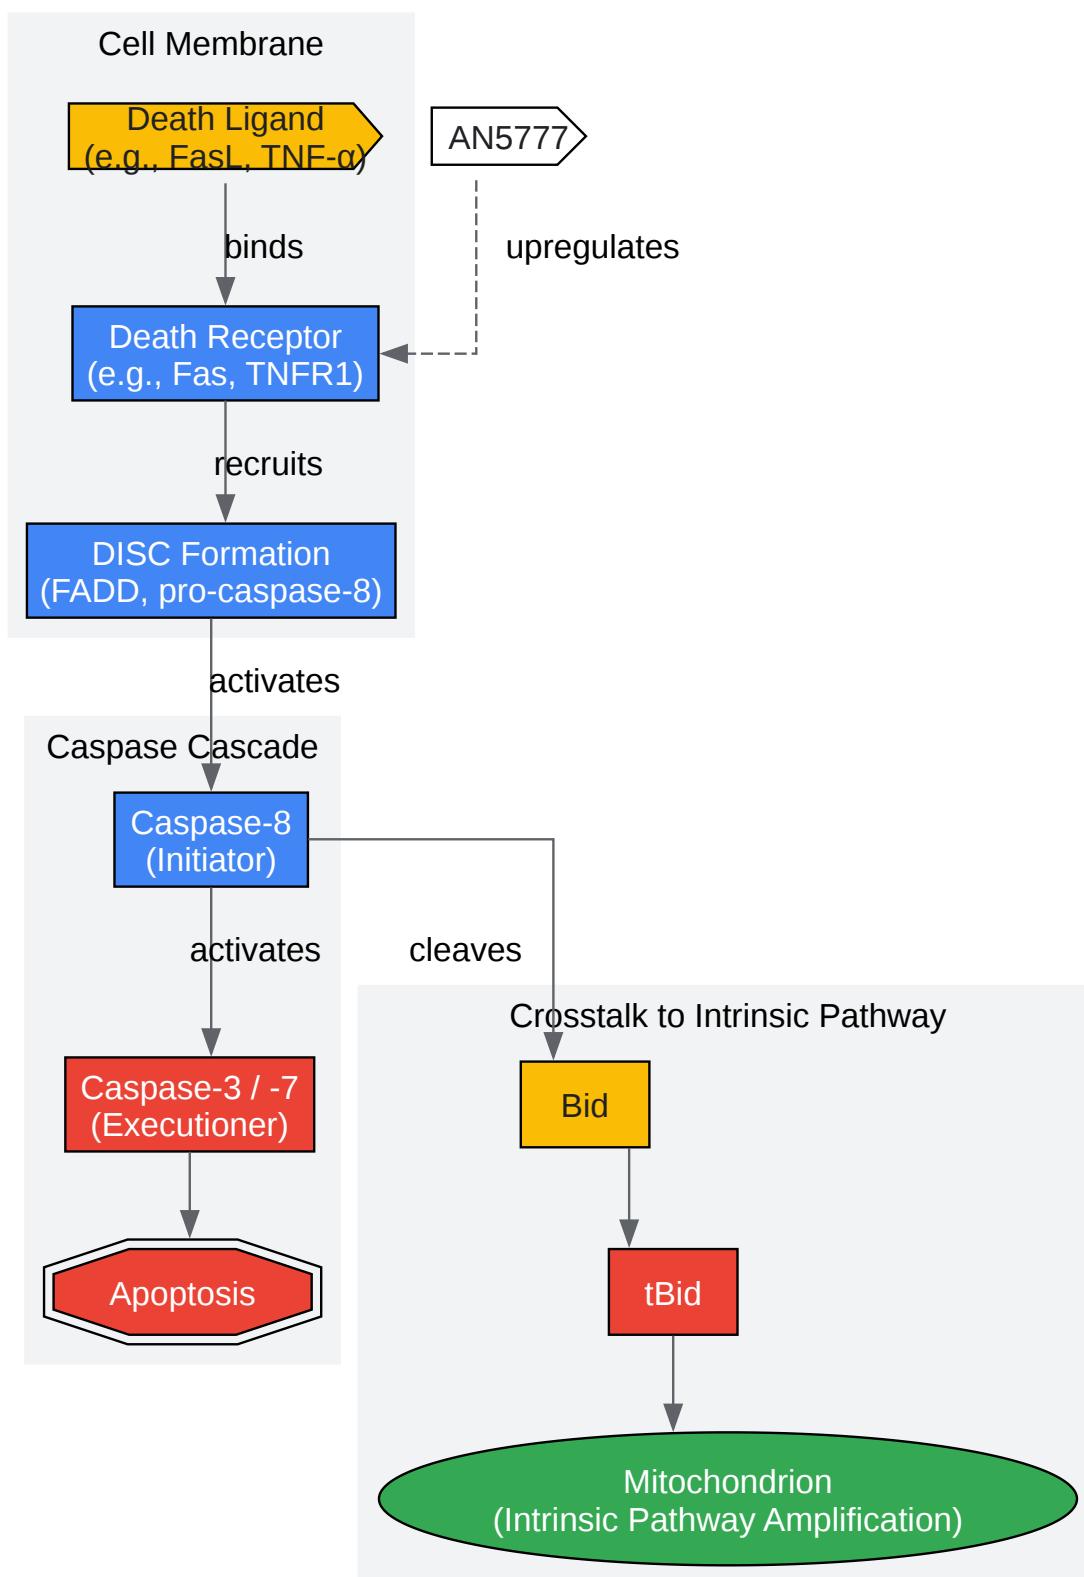 Cell Membrane
Death Ligand
(e.g., FasL, TNF-α)
AN5777
binds
upregulates
Death Receptor
(e.g., Fas, TNFR1)
recruits
DISC Formation
(FADD, pro-caspase-8)
activates
Caspase Cascade
Caspase-8
(Initiator)
activates
cleaves
Crosstalk to Intrinsic Pathway
Caspase-3 / -7
(Executioner)
Bid
Apoptosis
tBid
Mitochondrion
(Intrinsic Pathway Amplification)